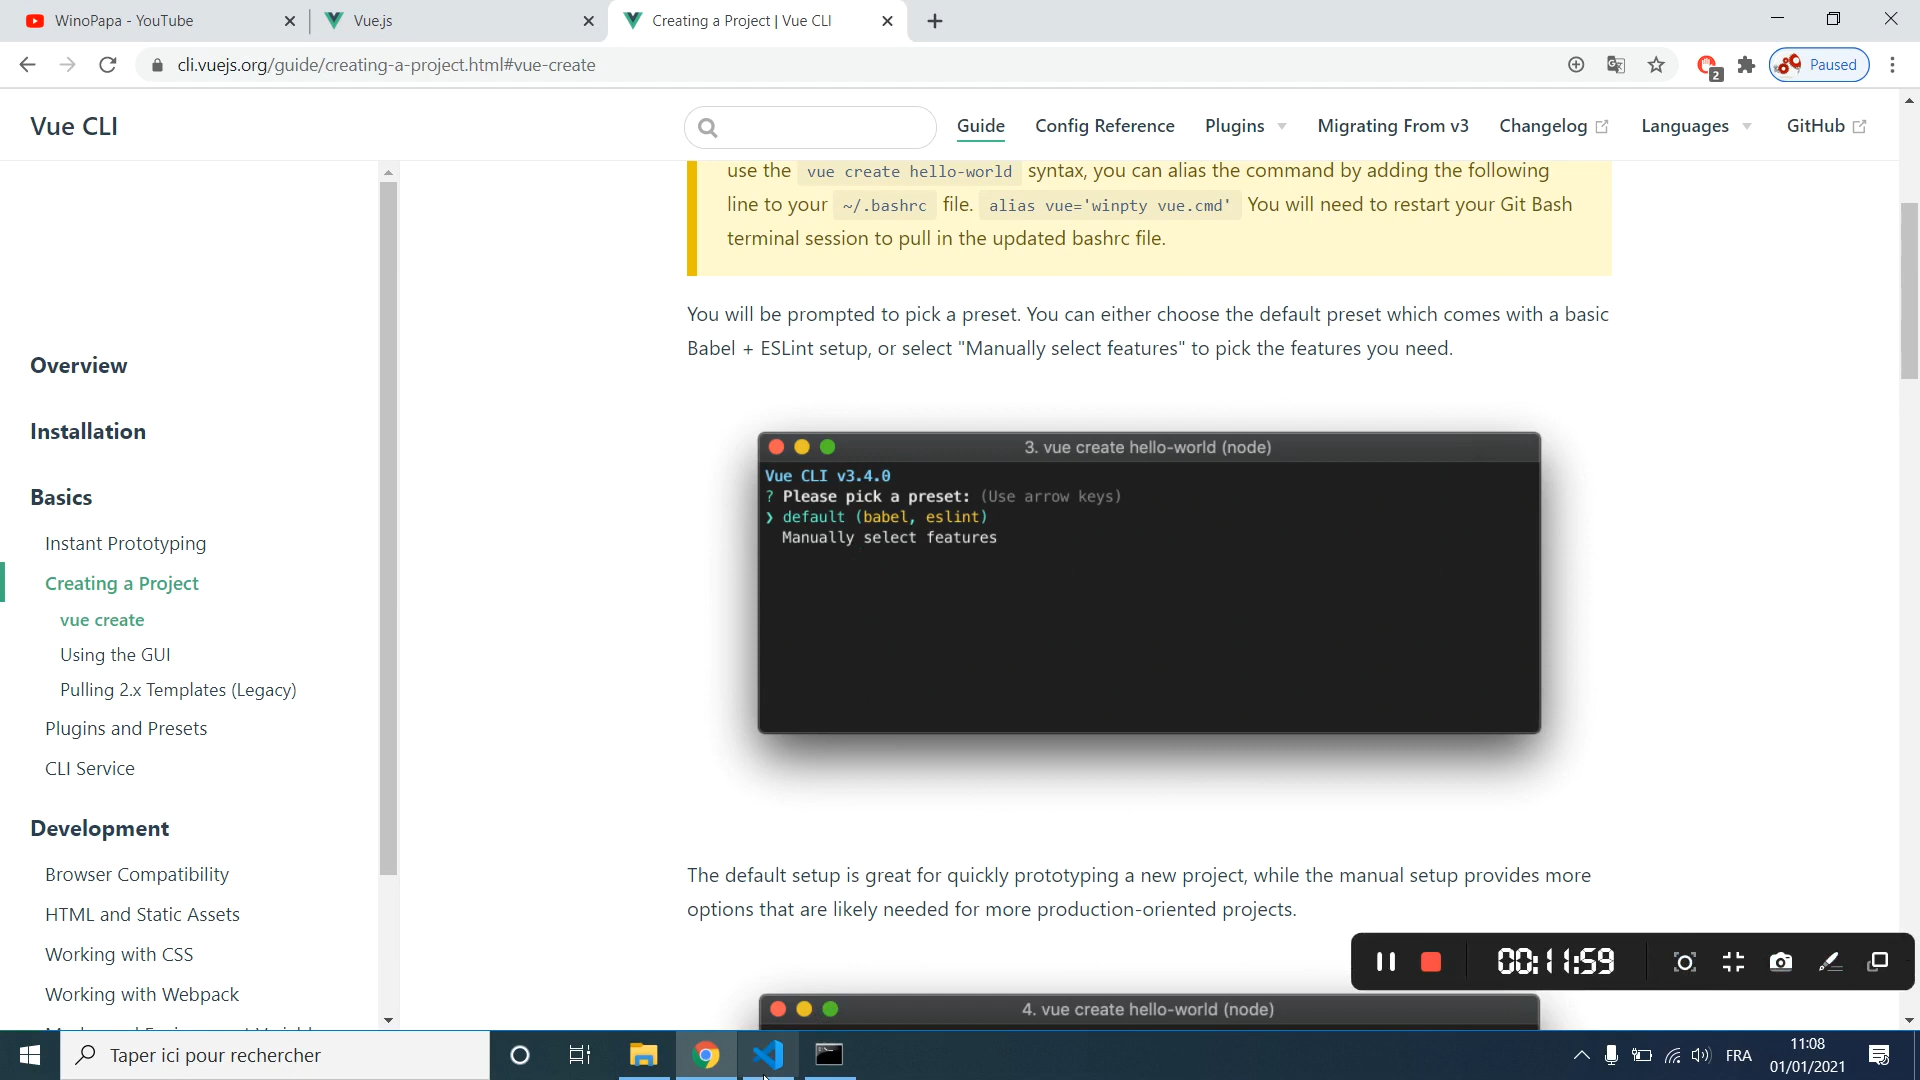 WinoPapa - YouTube
Vue.js
Creating a Project | Vue CLI
cli.vuejs.org/guide/creating-a-project.html#vue-create
2
Paused
Vue CLI
Guide
Config Reference
Plugins
Migrating From v3
Changelog
Languages
GitHub
Overview
Installation
Basics
Instant Prototyping
Creating a Project
vue create
Using the GUI
Pulling 2.x Templates (Legacy)
Plugins and Presets
CLI Service
Development
Browser Compatibility
HTML and Static Assets
Working with CSS
Working with Webpack
use the vue create hello-world syntax, you can alias the command by adding the following
line to your ~/.bashrc file. alias vue='winpty vue.cmd' You will need to restart your Git Bash
terminal session to pull in the updated bashrc file.
You will be prompted to pick a preset. You can either choose the default preset which comes with a basic
Babel + ESLint setup, or select "Manually select features" to pick the features you need.
3. vue create hello-world (node)
Vue CLI v3.4.0
? Please pick a preset: (Use arrow keys)
❯ default (babel, eslint)
Manually select features
The default setup is great for quickly prototyping a new project, while the manual setup provides more
options that are likely needed for more production-oriented projects.
4. vue create hello-world (node)
00:11:59
Taper ici pour rechercher
FRA
11:08
01/01/2021